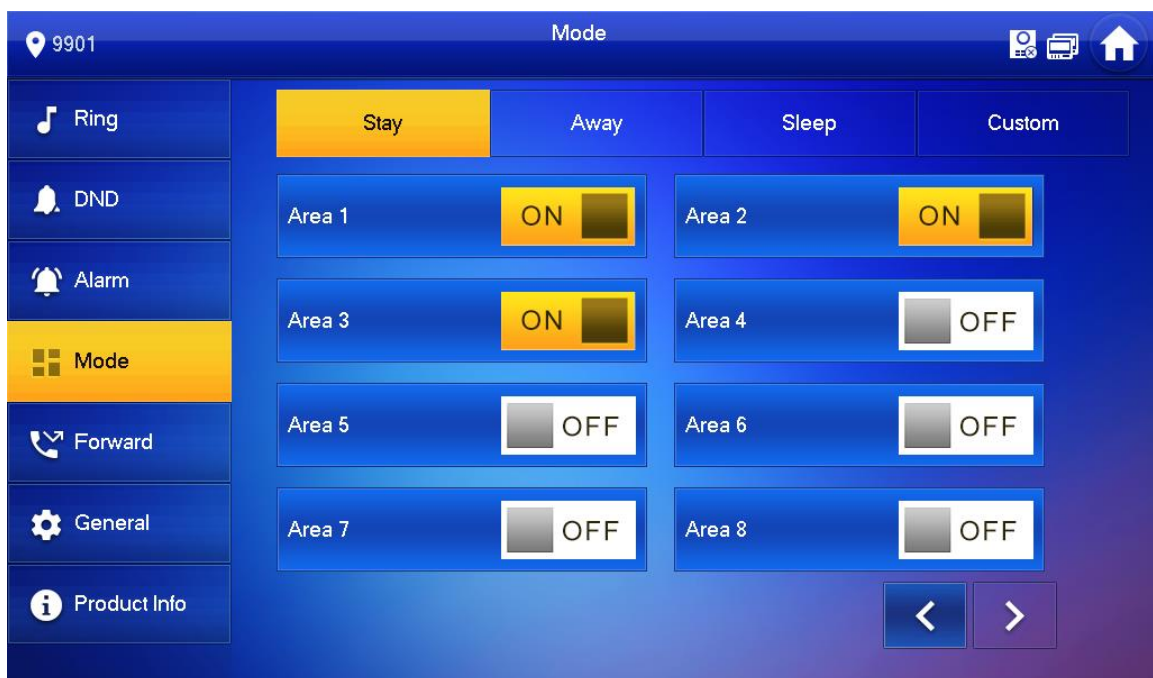 9901
Mode
Ring
DND
Alarm
Mode
Forward
General
Product Info
Stay Away Sleep Custom
Area 1 ON Area 2 ON
Area 3 ON Area 4 OFF
Area 5 OFF Area 6 OFF
Area 7 OFF Area 8 OFF